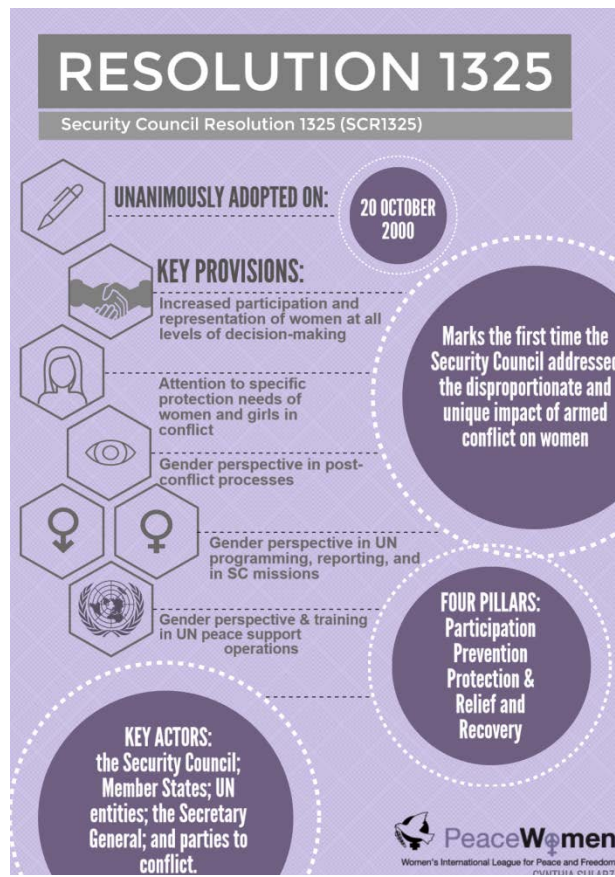 RESOLUTION 1325
Security Council Resolution 1325 (SCR1325)
UNANIMOUSLY ADOPTED ON:
20 OCTOBER
2000
KEY PROVISIONS:
Increased participation and
representation of women at all
levels of decision-making
Marks the first time the
Security Council addressed
the disproportionate and
unique impact of armed
conflict on women
Attention to specific
protection needs of
women and girls in
conflict
Gender perspective in post-
conflict processes
Gender perspective in UN
programming, reporting, and
in SC missions
Gender perspective & training
in UN peace support
operations
FOUR PILLARS:
Participation
Prevention
Protection &
Relief and
Recovery
KEY ACTORS:
the Security Council;
Member States; UN
entities; the Secretary
General; and parties to
conflict.
PeaceWomen
Women's International League for Peace and Freedom
CYNTHIA